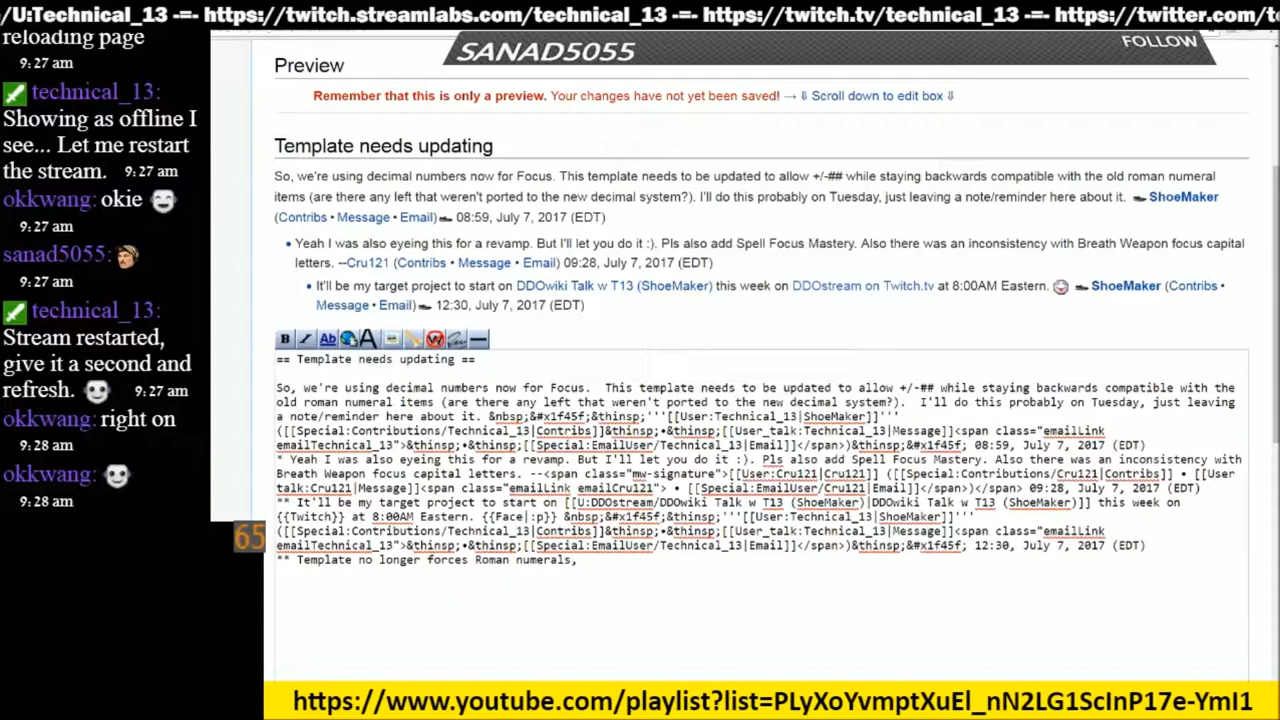 /U:Technical_13 -=- https://twitch.streamlabs.com/technical_13 -=- https://twitch.tv/technical_13 -=- https://twitter.com/t
reloading page
9:27 am
technical_13:
Showing as offline I
see... Let me restart
the stream. 9:27 am
okkwang: okie
9:27 am
sanad5055:
9:27 am
technical_13:
Stream restarted,
give it a second and
refresh. 9:27 am
okkwang: right on
9:28 am
okkwang:
9:28 am
SANAD5055
FOLLOW
Preview
Remember that this is only a preview. Your changes have not yet been saved! → ⇓ Scroll down to edit box ⇓
Template needs updating
So, we're using decimal numbers now for Focus. This template needs to be updated to allow +/-## while staying backwards compatible with the old roman numeral
items (are there any left that weren't ported to the new decimal system?). I'll do this probably on Tuesday, just leaving a note/reminder here about it. ShoeMaker
(Contribs • Message • Email) 08:59, July 7, 2017 (EDT)
• Yeah I was also eyeing this for a revamp. But I'll let you do it :). Pls also add Spell Focus Mastery. Also there was an inconsistency with Breath Weapon focus capital
letters. --Cru121 (Contribs • Message • Email) 09:28, July 7, 2017 (EDT)
• It'll be my target project to start on DDOwiki Talk w T13 (ShoeMaker) this week on DDOstream on Twitch.tv at 8:00AM Eastern. ShoeMaker (Contribs •
Message • Email) 12:30, July 7, 2017 (EDT)
B I Ab A
== Template needs updating ==
So, we're using decimal numbers now for Focus.  This template needs to be updated to allow +/-## while staying backwards compatible with the
old roman numeral items (are there any left that weren't ported to the new decimal system?).  I'll do this probably on Tuesday, just leaving
a note/reminder here about it. &nbsp;&#x1f45f;&thinsp;'''[[User:Technical_13|ShoeMaker]]'''
([[Special:Contributions/Technical_13|Contribs]]&thinsp;•&thinsp;[[User_talk:Technical_13|Message]]<span class="emailLink
emailTechnical_13">&thinsp;•&thinsp;[[Special:EmailUser/Technical_13|Email]]</span>)&thinsp;&#x1f45f; 08:59, July 7, 2017 (EDT)
* Yeah I was also eyeing this for a revamp. But I'll let you do it :). Pls also add Spell Focus Mastery. Also there was an inconsistency with
Breath Weapon focus capital letters. --<span class="mw-signature">[[User:Cru121|Cru121]] ([[Special:Contributions/Cru121|Contribs]] • [[User
talk:Cru121|Message]]<span class="emailLink emailCru121"> • [[Special:EmailUser/Cru121|Email]]</span>)</span> 09:28, July 7, 2017 (EDT)
** It'll be my target project to start on [[U:DDOstream/DDOwiki Talk w T13 (ShoeMaker)|DDOwiki Talk w T13 (ShoeMaker)]] this week on
{{Twitch}} at 8:00AM Eastern. {{Face|:p}} &nbsp;&#x1f45f;&thinsp;'''[[User:Technical_13|ShoeMaker]]'''
([[Special:Contributions/Technical_13|Contribs]]&thinsp;•&thinsp;[[User_talk:Technical_13|Message]]<span class="emailLink
emailTechnical_13">&thinsp;•&thinsp;[[Special:EmailUser/Technical_13|Email]]</span>)&thinsp;&#x1f45f; 12:30, July 7, 2017 (EDT)
** Template no longer forces Roman numerals,
65
https://www.youtube.com/playlist?list=PLyXoYvmptXuEl_nN2LG1ScInP17e-YmI1